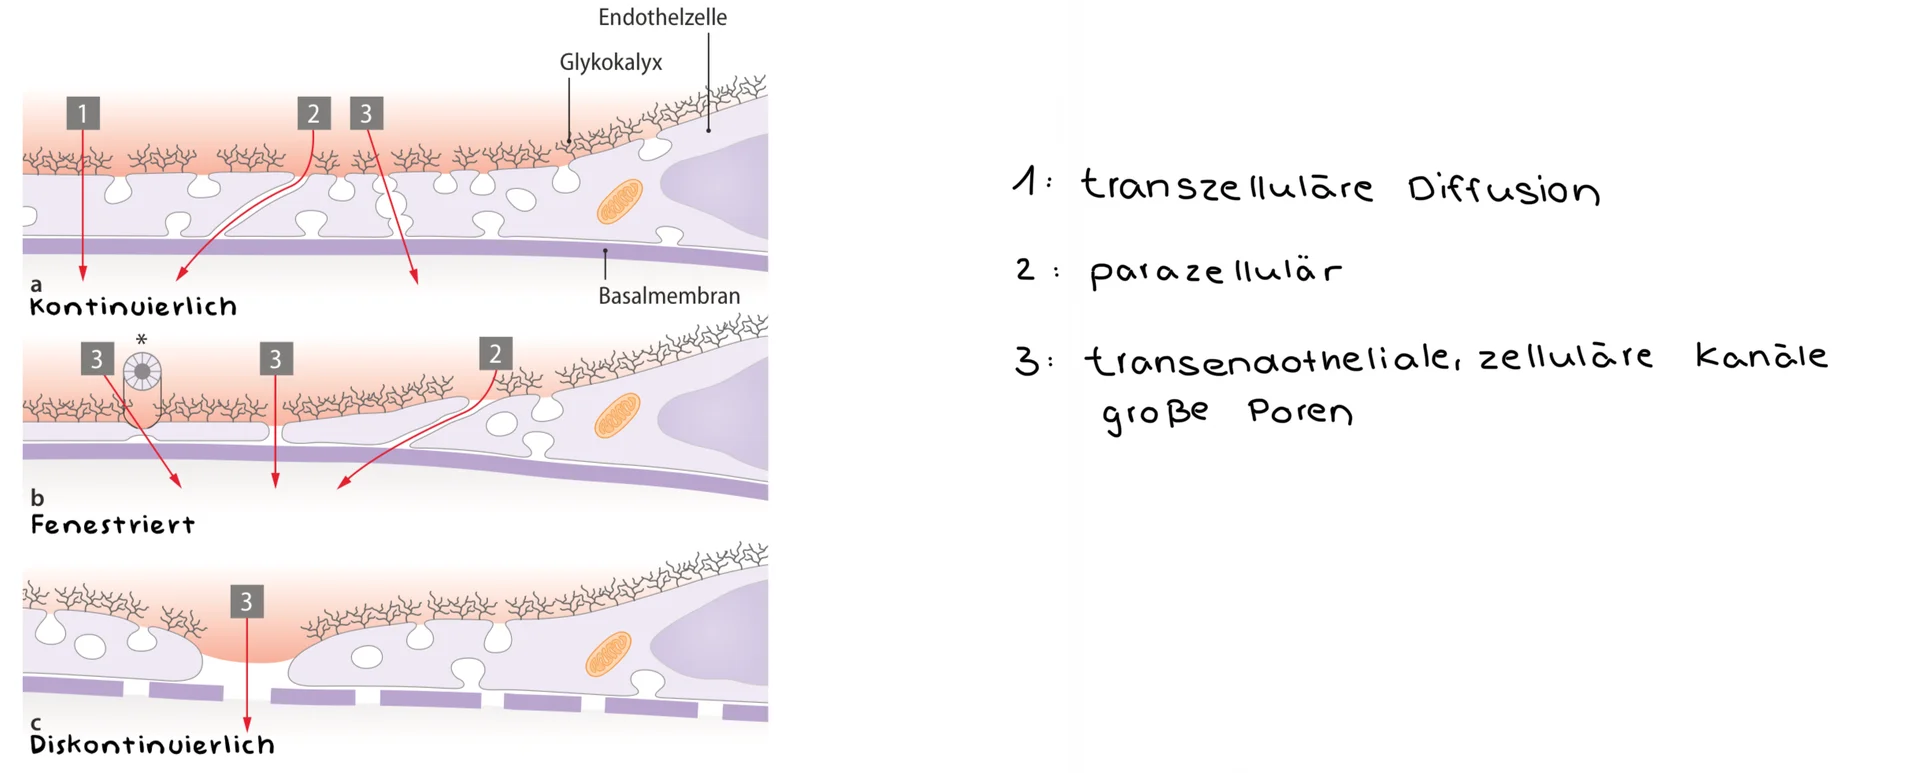 Endothelzelle
Glykokalyx
1
2
3
a
Kontinuierlich
Basalmembran
*
3
3
2
b
Fenestriert
3
c
Diskontinuierlich
1: transzelluläre Diffusion
2: parazellulär
3: transendotheliale, zelluläre Kanäle
große Poren